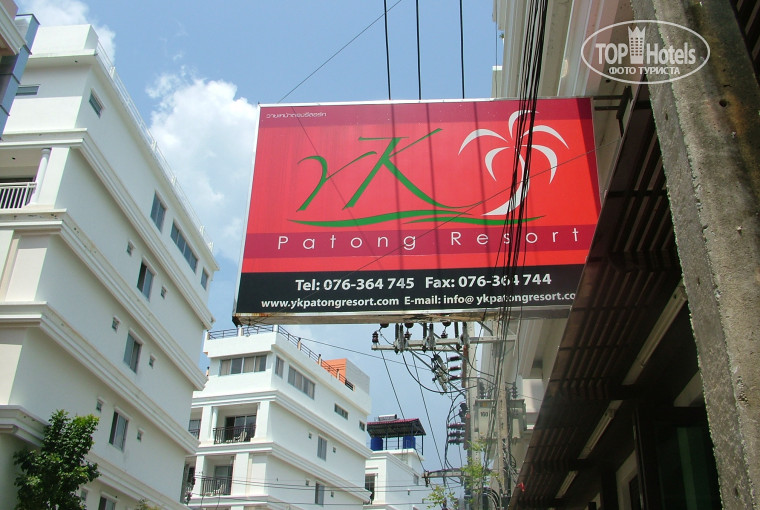 TOP Hotels
ФОТО ТУРИСТА
YK
Patong Resort
Tel: 076-364 745 Fax: 076-364 744
www.ykpatongresort.com E-mail: info@ykpatongresort.co